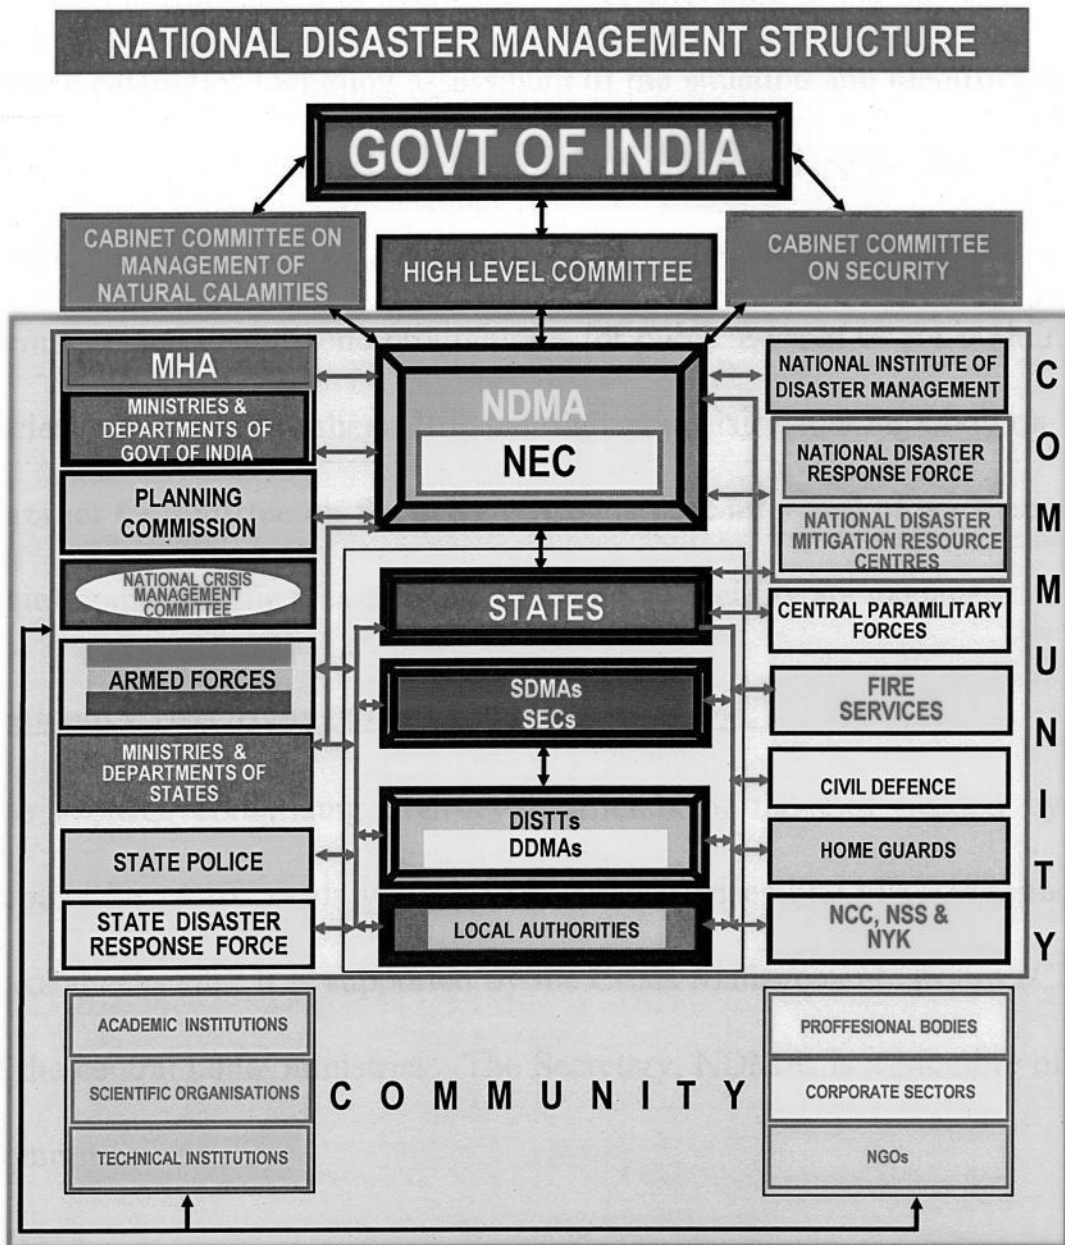 NATIONAL DISASTER MANAGEMENT STRUCTURE
GOVT OF INDIA
CABINET COMMITTEE ON
MANAGEMENT OF
NATURAL CALAMITIES
HIGH LEVEL COMMITTEE
CABINET COMMITTEE
ON SECURITY
MHA
MINISTRIES &
DEPARTMENTS OF
GOVT OF INDIA
PLANNING
COMMISSION
NATIONAL CRISIS
MANAGEMENT
COMMITTEE
ARMED FORCES
MINISTRIES &
DEPARTMENTS OF
STATES
STATE POLICE
STATE DISASTER
RESPONSE FORCE
NDMA
NEC
STATES
SDMAs
SECs
DISTTs
DDMAs
LOCAL AUTHORITIES
NATIONAL INSTITUTE OF
DISASTER MANAGEMENT
NATIONAL DISASTER
RESPONSE FORCE
NATIONAL DISASTER
MITIGATION RESOURCE
CENTRES
CENTRAL PARAMILITARY
FORCES
FIRE
SERVICES
CIVIL DEFENCE
HOME GUARDS
NCC, NSS &
NYK
COMMUNITY
ACADEMIC INSTITUTIONS
SCIENTIFIC ORGANISATIONS
TECHNICAL INSTITUTIONS
COMMUNITY
PROFFESIONAL BODIES
CORPORATE SECTORS
NGOs